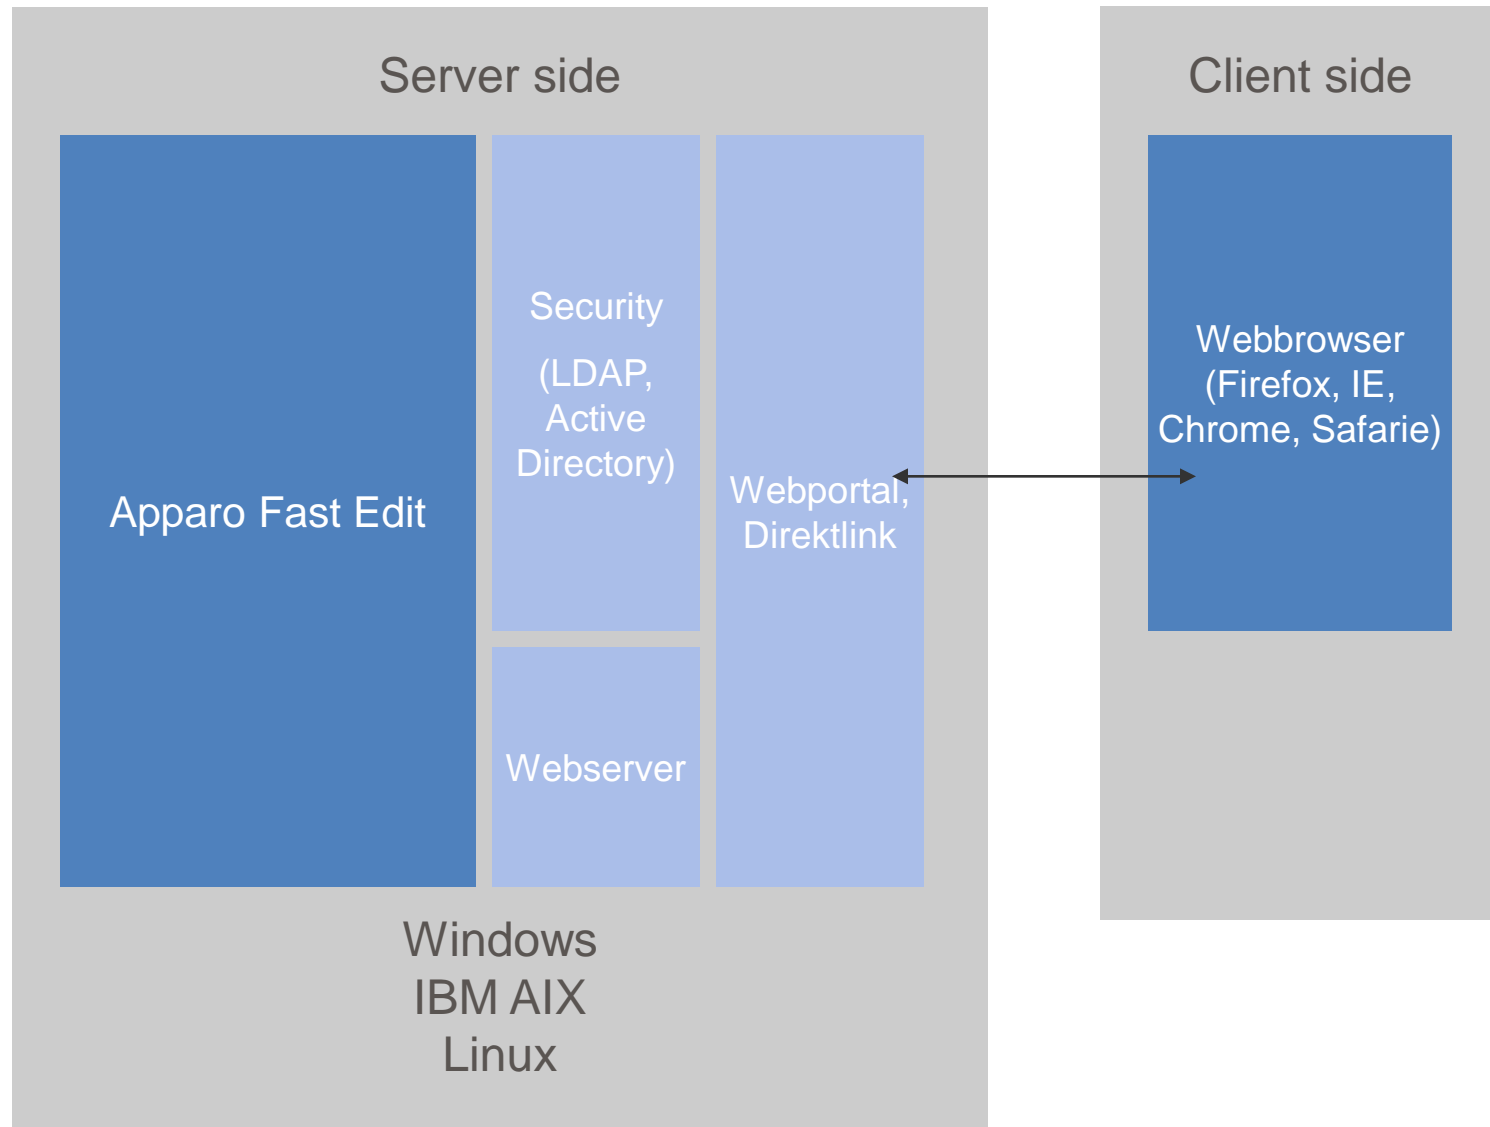 Server side
Apparo Fast Edit
Security
(LDAP,
Active
Directory)
Webserver
Webportal,
Direktlink
Windows
IBM AIX
Linux
Client side
Webbrowser
(Firefox, IE,
Chrome, Safarie)